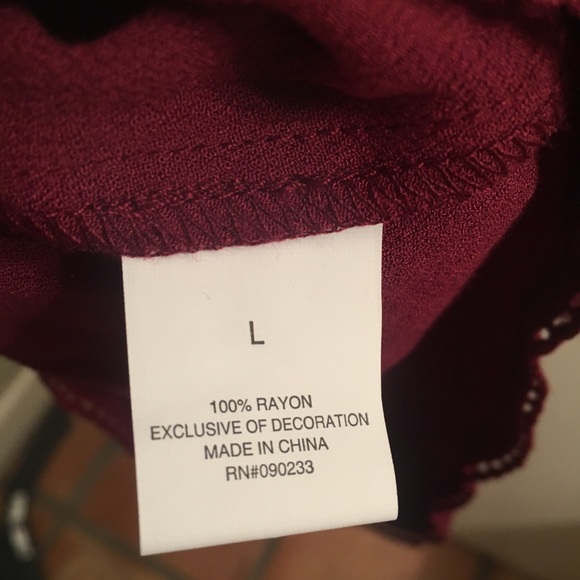 L
100% RAYON
EXCLUSIVE OF DECORATION
MADE IN CHINA
RN#090233